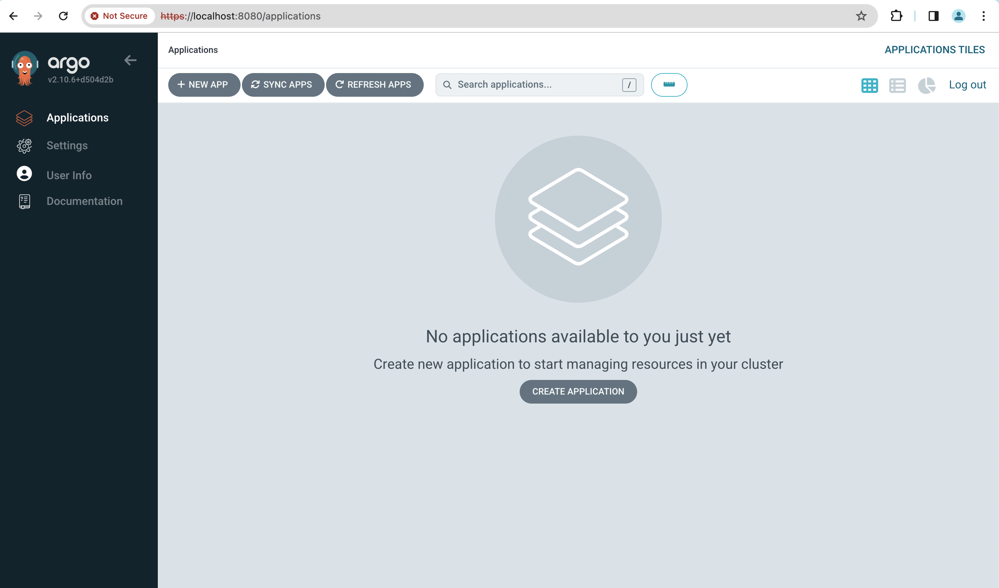 Not Secure https://localhost:8080/applications
argo
v2.10.6+d504d2b
Applications
Settings
User Info
Documentation
Applications
APPLICATIONS TILES
NEW APP
SYNC APPS
REFRESH APPS
Search applications...
/
Log out
No applications available to you just yet
Create new application to start managing resources in your cluster
CREATE APPLICATION